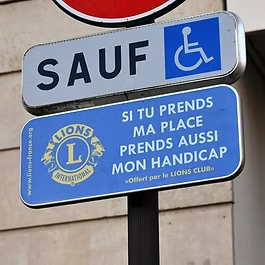 SAUF
www.lions-france.org
LIONS
L
INTERNATIONAL
SI TU PRENDS
MA PLACE
PRENDS AUSSI
MON HANDICAP
«Offert par le LIONS CLUB»